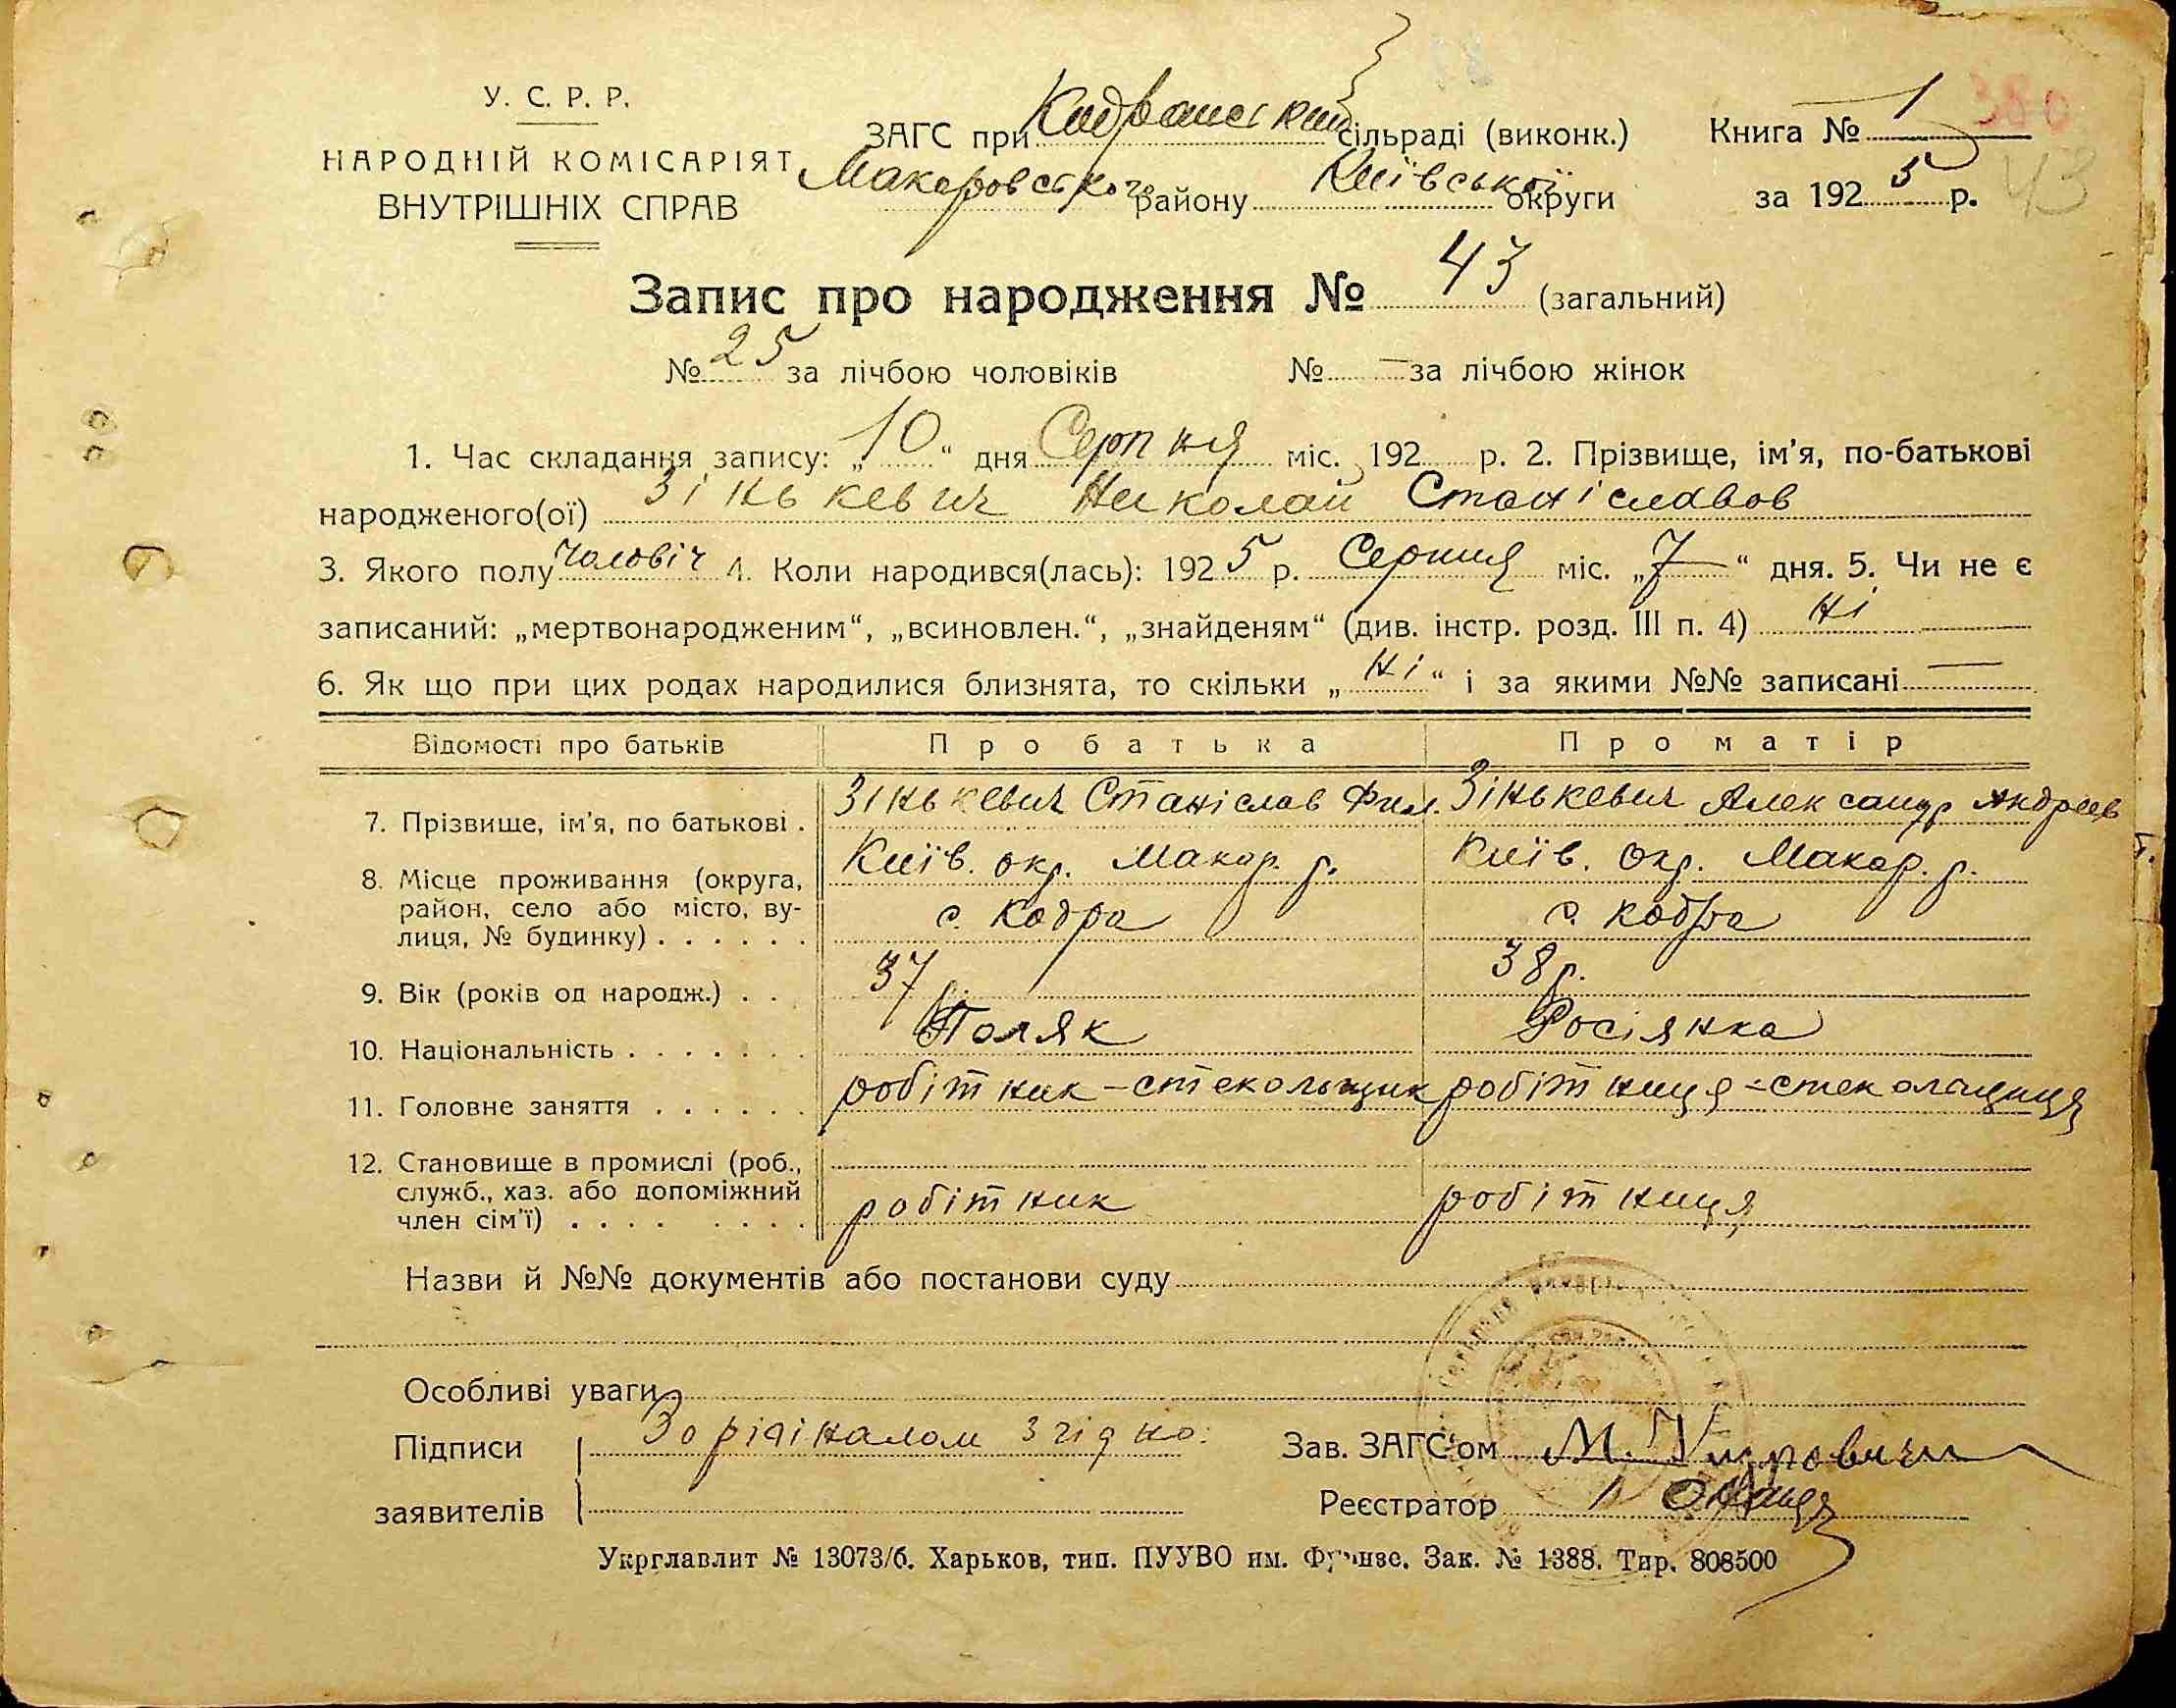 У. С. Р. Р.
НАРОДНІЙ КОМІСАРІЯТ
ВНУТРІШНІХ СПРАВ
ЗАГС при Кодранській сільраді (виконк.)
Макаровського району Київської округи
Книга № 1
380
за 1925 р.
43
Запис про народження № 43 (загальний)
№ 25 за лічбою чоловіків № — за лічбою жінок
1. Час складання запису: „10“ дня Серпня міс. 192 р. 2. Прізвище, ім'я, по-батькові
народженого(ої) Зінькевич Николай Станіславов
3. Якого полу чоловіч 4. Коли народився(лась): 1925 р. Серпня міс. „7“ дня. 5. Чи не є
записаний: „мертвонародженим“, „всиновлен.“, „знайденям“ (див. інстр. розд. III п. 4) ні
6. Як що при цих родах народилися близнята, то скільки „ні“ і за якими №№ записані —
Відомості про батьків Про батька Про матір
7. Прізвище, ім'я, по батькові . Зінькевич Станіслав Фил. Зінькевич Александр Андреев
8. Місце проживання (округа, район, село або місто, вулиця, № будинку) . . . . . . Київ. окр. Макар. р. Київ. окр. Макар. р.
с. Кодра с. Кодра
9. Вік (років од народж.) . . 37 38 р.
10. Національність . . . . . . . Поляк Росіянка
11. Головне заняття . . . . . . робітник-стекольщик робітниця-стекольщиця
12. Становище в промислі (роб.,
служб., хаз. або допоміжний
член сім'ї) . . . . . . . . робітник робітниця
Назви й №№ документів або постанови суду
Особливі уваги
Підписи З орігіналом згідно. Зав. ЗАГС'ом М.
заявителів Реєстратор
Укрглавлит № 13073/б. Харьков, тип. ПУУВО им. Фрунзе. Зак. № 1388. Тир. 808500